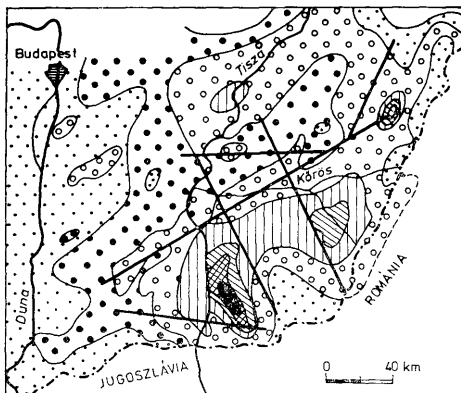 Budapest
Tisza
Körös
Duna
ROMÁNIA
JUGOSZLÁVIA
0 40 km